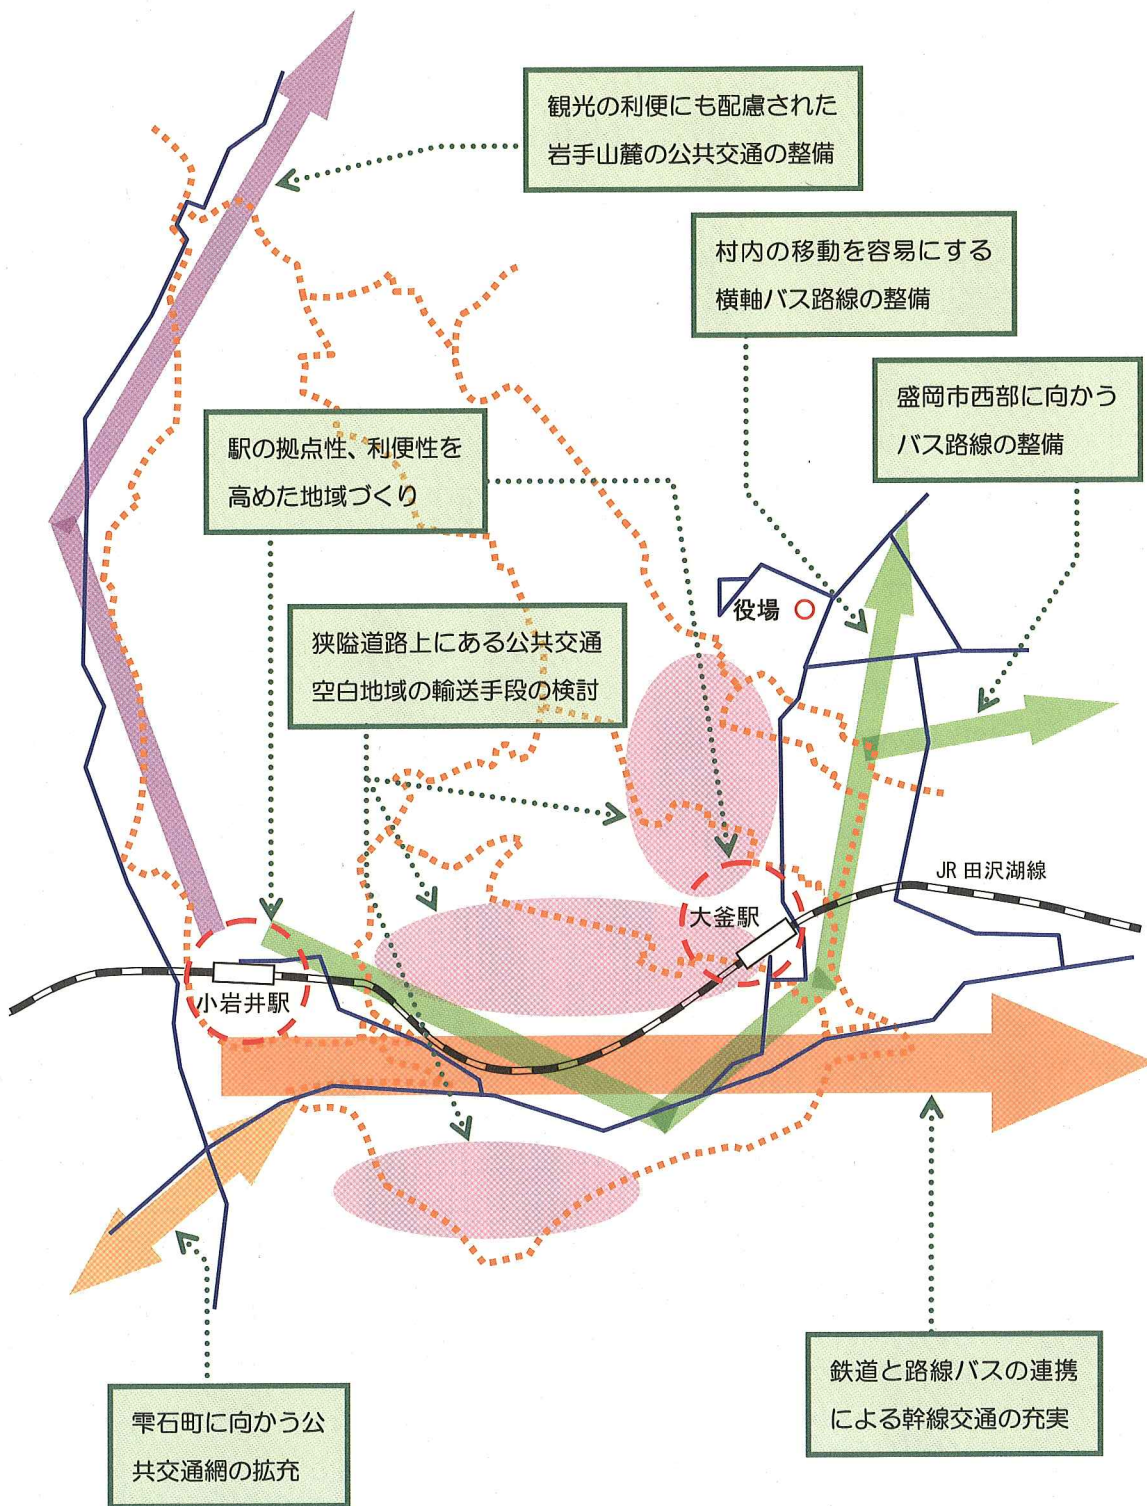 観光の利便にも配慮された
岩手山麓の公共交通の整備
村内の移動を容易にする
横軸バス路線の整備
盛岡市西部に向かう
バス路線の整備
駅の拠点性、利便性を
高めた地域づくり
狭隘道路上にある公共交通
空白地域の輸送手段の検討
役場
JR 田沢湖線
大釜駅
小岩井駅
鉄道と路線バスの連携
による幹線交通の充実
雫石町に向かう公
共交通網の拡充